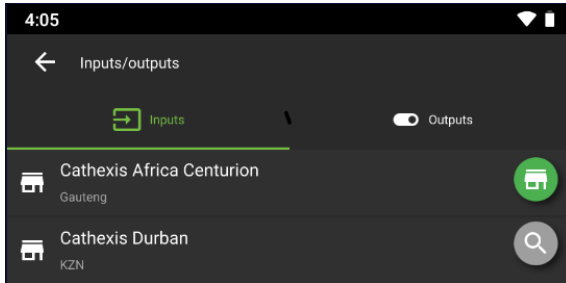 4:05
Inputs/outputs
Inputs
Outputs
Cathexis Africa Centurion
Gauteng
Cathexis Durban
KZN